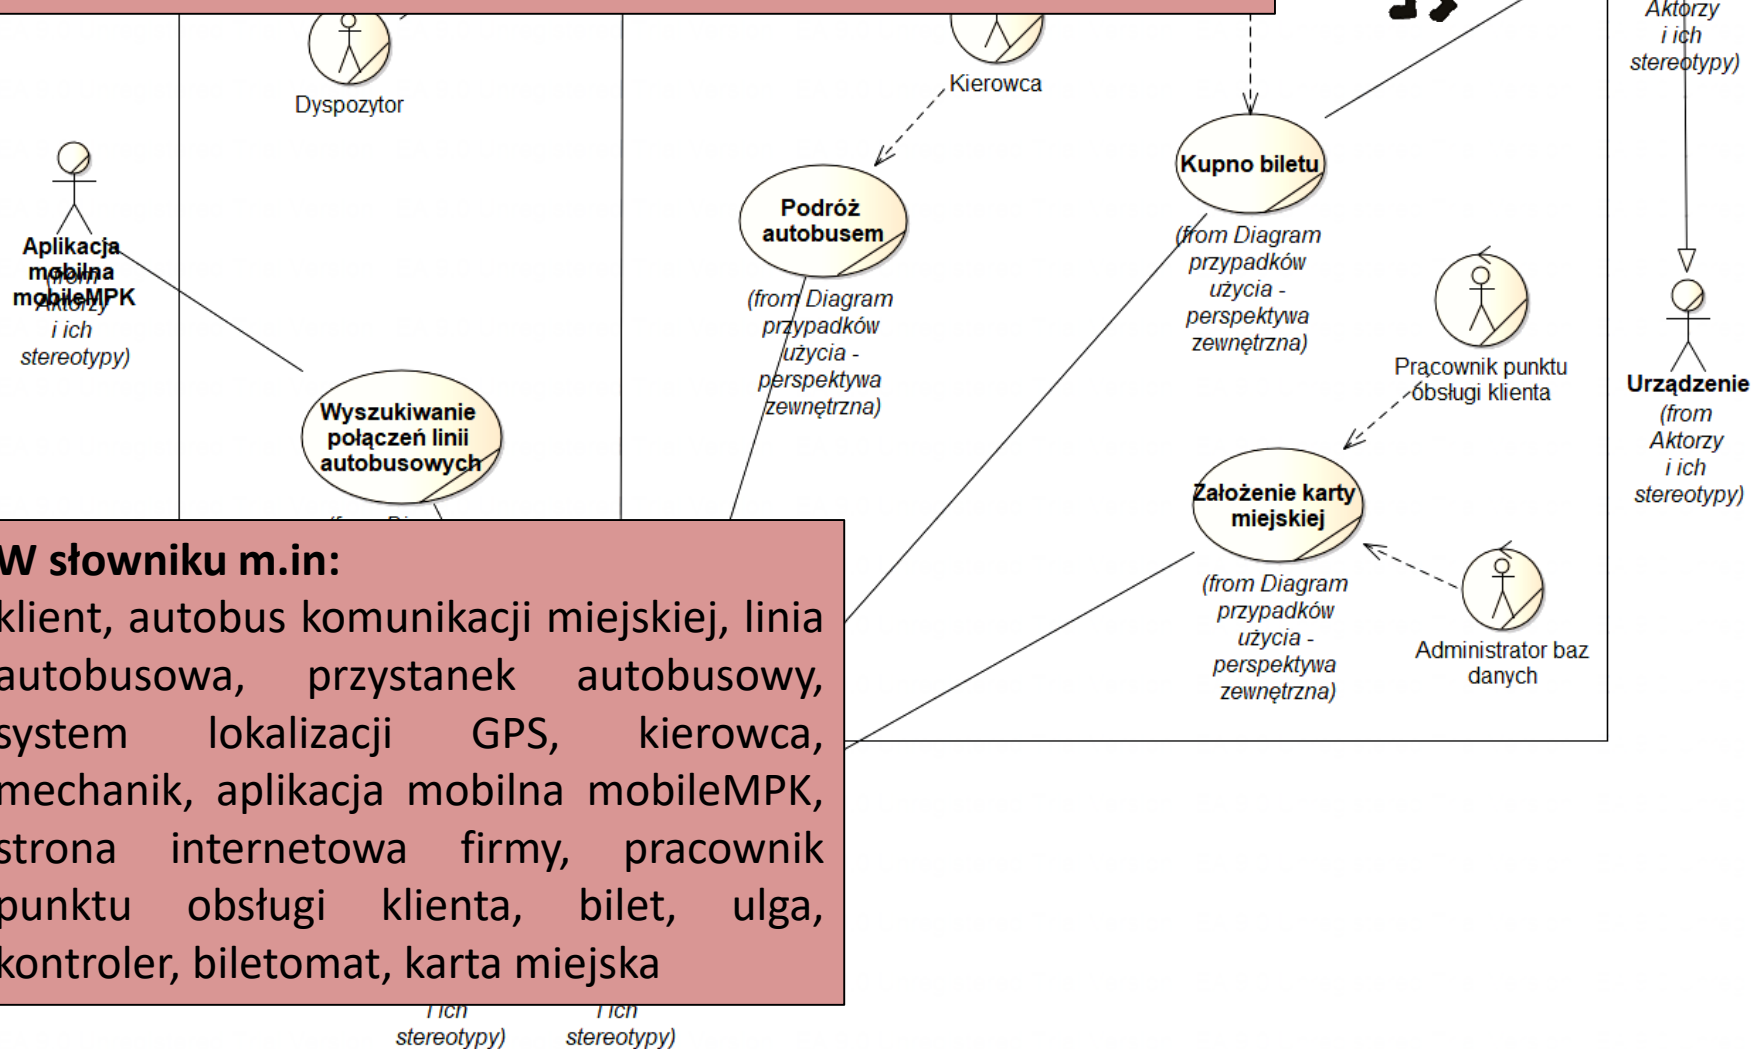 Aktorzy
i ich
stereotypy)
Dyspozytor
Kierowca
Kupno biletu
(from Diagram
przypadków
użycia -
perspektywa
zewnętrzna)
Podróż
autobusem
(from Diagram
przypadków
użycia -
perspektywa
zewnętrzna)
Aplikacja
mobilna
mobileMPK
(from
Aktorzy
i ich
stereotypy)
Wyszukiwanie
połączeń linii
autobusowych
Pracownik punktu
obsługi klienta
Urządzenie
(from
Aktorzy
i ich
stereotypy)
Założenie karty
miejskiej
(from Diagram
przypadków
użycia -
perspektywa
zewnętrzna)
Administrator baz
danych
W słowniku m.in:
klient, autobus komunikacji miejskiej, linia
autobusowa, przystanek autobusowy,
system lokalizacji GPS, kierowca,
mechanik, aplikacja mobilna mobileMPK,
strona internetowa firmy, pracownik
punktu obsługi klienta, bilet, ulga,
kontroler, biletomat, karta miejska
i ich
stereotypy)
i ich
stereotypy)